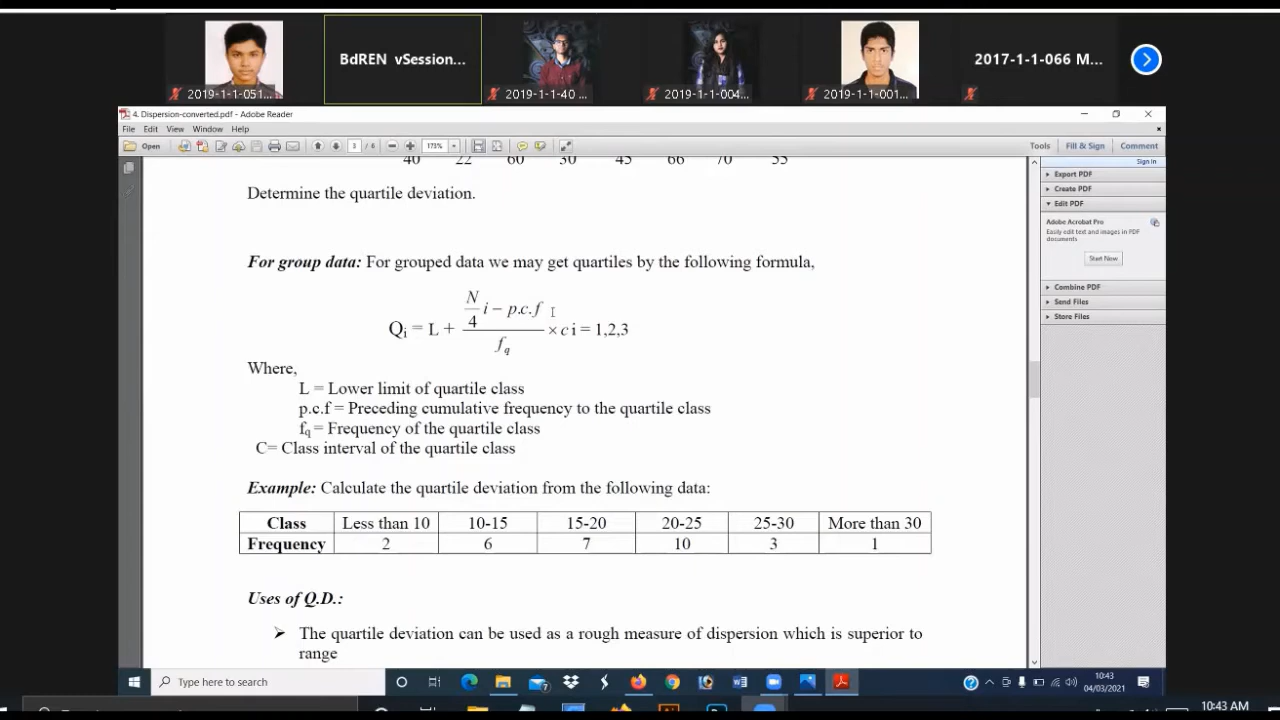 BdREN vSession...
2017-1-1-066 M...
2019-1-1-051...
2019-1-1-40 ...
2019-1-1-004...
2019-1-1-001...
4. Dispersion-converted.pdf - Adobe Reader
File Edit View Window Help
Open 3 / 6 173% Tools Fill & Sign Comment
Sign In
40 22 60 30 45 66 70 55
Determine the quartile deviation.
For group data: For grouped data we may get quartiles by the following formula,
Qi = L + (N/4 i − p.c.f)/fq × c i = 1,2,3
Where,
L = Lower limit of quartile class
p.c.f = Preceding cumulative frequency to the quartile class
fq = Frequency of the quartile class
C= Class interval of the quartile class
Example: Calculate the quartile deviation from the following data:
Class Less than 10 10-15 15-20 20-25 25-30 More than 30
Frequency 2 6 7 10 3 1
Uses of Q.D.:
➢ The quartile deviation can be used as a rough measure of dispersion which is superior to
range
Export PDF
Create PDF
Edit PDF
Adobe Acrobat Pro
Easily edit text and images in PDF
documents
Start Now
Combine PDF
Send Files
Store Files
Type here to search
10:43
04/03/2021
10:43 AM